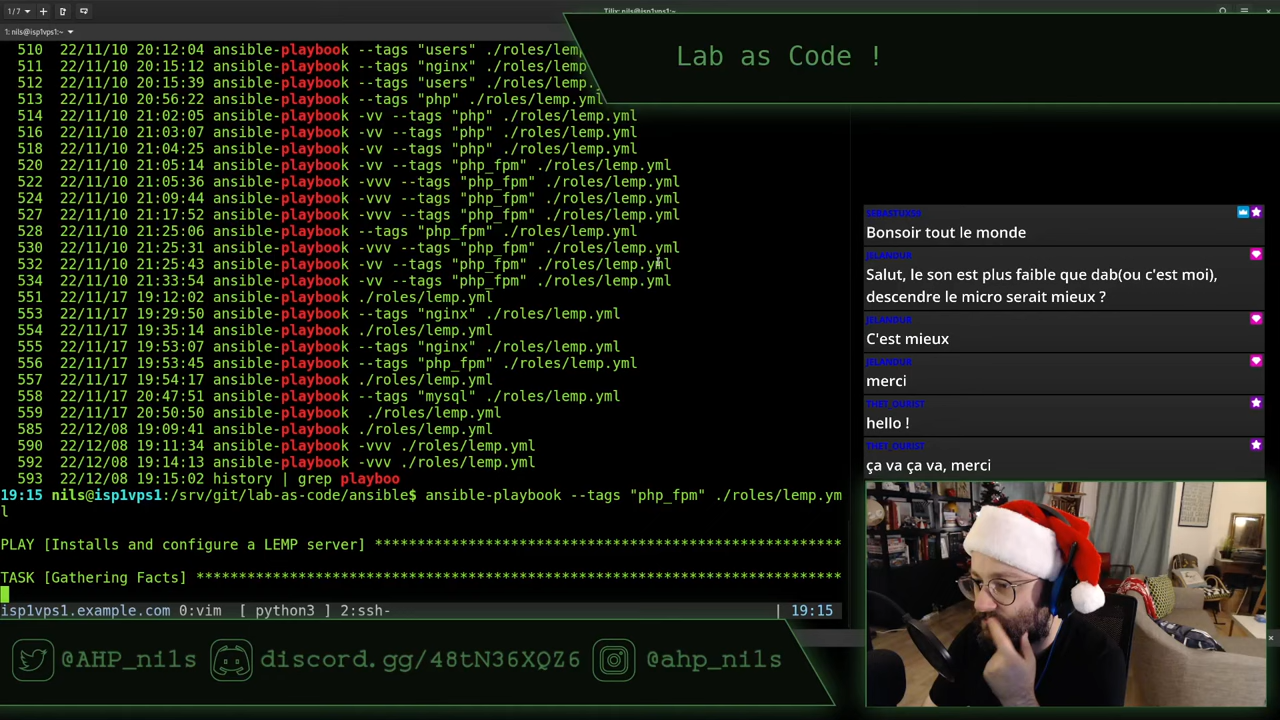 1/7
Tilix: nils@isp1vps1:~
1: nils@isp1vps1:~
510 22/11/10 20:12:04 ansible-playbook --tags "users" ./roles/lem
511 22/11/10 20:15:12 ansible-playbook --tags "nginx" ./roles/lem
512 22/11/10 20:15:39 ansible-playbook --tags "users" ./roles/lem
513 22/11/10 20:56:22 ansible-playbook --tags "php" ./roles/lemp.yml
514 22/11/10 21:02:05 ansible-playbook -vv --tags "php" ./roles/lemp.yml
516 22/11/10 21:03:07 ansible-playbook -vv --tags "php" ./roles/lemp.yml
518 22/11/10 21:04:25 ansible-playbook -vv --tags "php" ./roles/lemp.yml
520 22/11/10 21:05:14 ansible-playbook -vv --tags "php_fpm" ./roles/lemp.yml
522 22/11/10 21:05:36 ansible-playbook -vvv --tags "php_fpm" ./roles/lemp.yml
524 22/11/10 21:09:44 ansible-playbook -vvv --tags "php_fpm" ./roles/lemp.yml
527 22/11/10 21:17:52 ansible-playbook -vvv --tags "php_fpm" ./roles/lemp.yml
528 22/11/10 21:25:06 ansible-playbook --tags "php_fpm" ./roles/lemp.yml
530 22/11/10 21:25:31 ansible-playbook -vvv --tags "php_fpm" ./roles/lemp.yml
532 22/11/10 21:25:43 ansible-playbook -vv --tags "php_fpm" ./roles/lemp.yml
534 22/11/10 21:33:54 ansible-playbook -vv --tags "php_fpm" ./roles/lemp.yml
551 22/11/17 19:12:02 ansible-playbook ./roles/lemp.yml
553 22/11/17 19:29:50 ansible-playbook --tags "nginx" ./roles/lemp.yml
554 22/11/17 19:35:14 ansible-playbook ./roles/lemp.yml
555 22/11/17 19:53:07 ansible-playbook --tags "nginx" ./roles/lemp.yml
556 22/11/17 19:53:45 ansible-playbook --tags "php_fpm" ./roles/lemp.yml
557 22/11/17 19:54:17 ansible-playbook ./roles/lemp.yml
558 22/11/17 20:47:51 ansible-playbook --tags "mysql" ./roles/lemp.yml
559 22/11/17 20:50:50 ansible-playbook  ./roles/lemp.yml
585 22/12/08 19:09:41 ansible-playbook ./roles/lemp.yml
590 22/12/08 19:11:34 ansible-playbook -vvv ./roles/lemp.yml
592 22/12/08 19:14:13 ansible-playbook -vvv ./roles/lemp.yml
593 22/12/08 19:15:02 history | grep playboo
19:15 nils@isp1vps1:/srv/git/lab-as-code/ansible$ ansible-playbook --tags "php_fpm" ./roles/lemp.ym
l
PLAY [Installs and configure a LEMP server] *******************************************************
TASK [Gathering Facts] ****************************************************************************
isp1vps1.example.com 0:vim [ python3 ] 2:ssh- | 19:15
Lab as Code !
SEBASTUX59
Bonsoir tout le monde
JELANDUR
Salut, le son est plus faible que dab(ou c'est moi),
descendre le micro serait mieux ?
JELANDUR
C'est mieux
JELANDUR
merci
THET_OURIST
hello !
THET_OURIST
ça va ça va, merci
@AHP_nils discord.gg/48tN36XQZ6 @ahp_nils